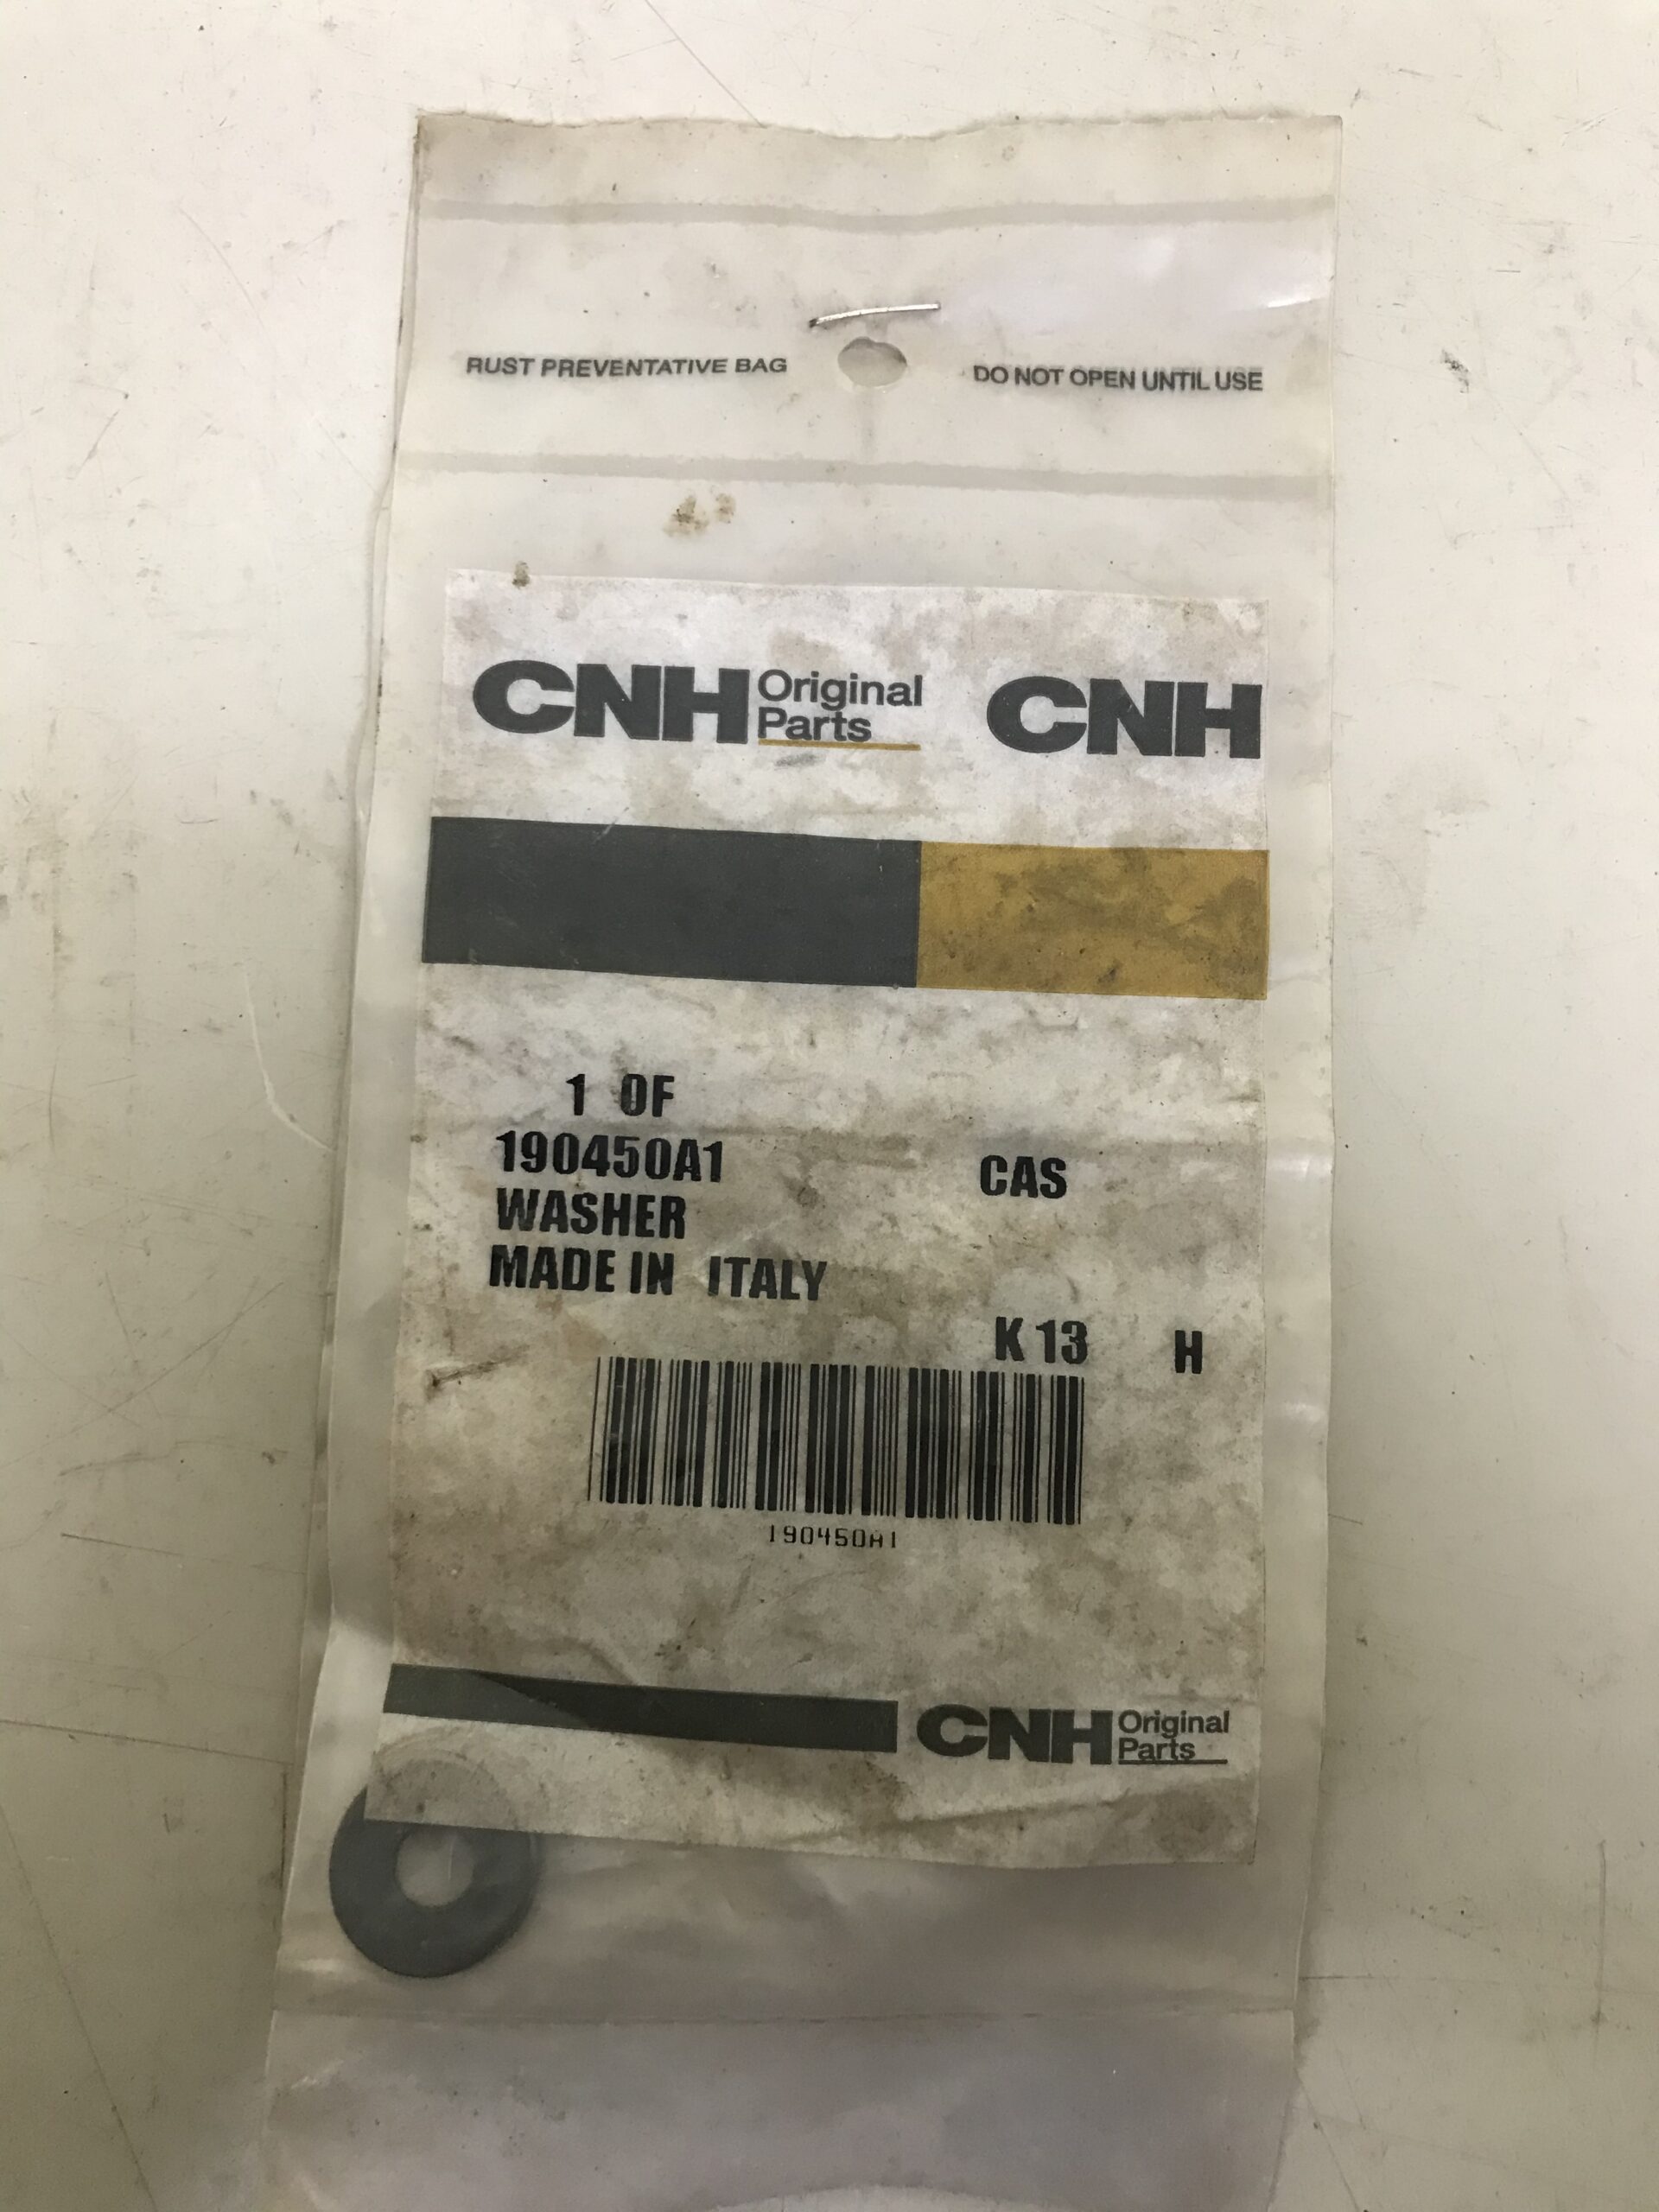 RUST PREVENTATIVE BAG DO NOT OPEN UNTIL USE
CNH Original Parts CNH
1 OF
190450A1 CAS
WASHER
MADE IN ITALY
K 13 H
190450A1
CNH Original Parts